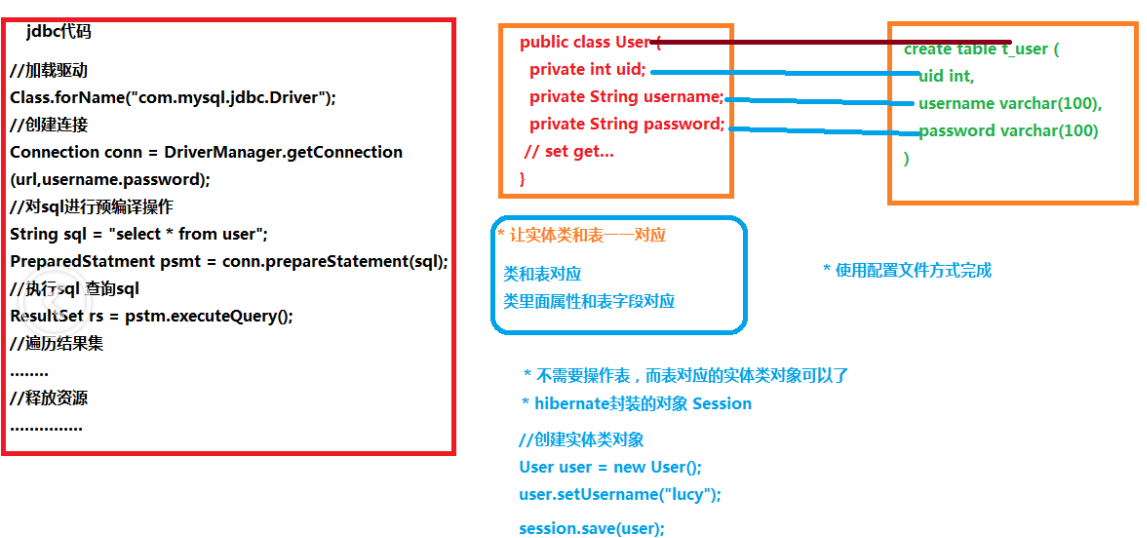 jdbc代码
//加载驱动
Class.forName("com.mysql.jdbc.Driver");
//创建连接
Connection conn = DriverManager.getConnection
(url,username.password);
//对sql进行预编译操作
String sql = "select * from user";
PreparedStatment psmt = conn.prepareStatement(sql);
//执行sql 查询sql
ResultSet rs = pstm.executeQuery();
//遍历结果集
........
//释放资源
...............
public class User {
private int uid;
private String username;
private String password;
// set get...
}
create table t_user (
uid int,
username varchar(100),
password varchar(100)
)
* 让实体类和表一一对应
类和表对应
类里面属性和表字段对应
* 使用配置文件方式完成
* 不需要操作表，而表对应的实体类对象可以了
* hibernate封装的对象 Session
//创建实体类对象
User user = new User();
user.setUsername("lucy");
session.save(user);